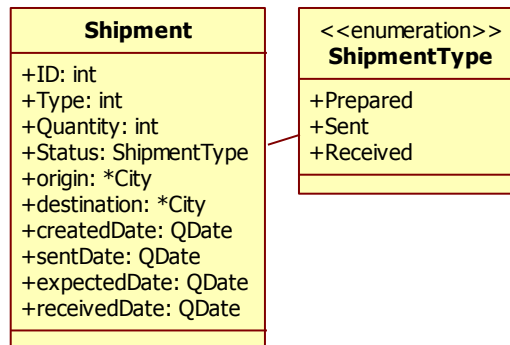 Shipment
+ID: int
+Type: int
+Quantity: int
+Status: ShipmentType
+origin: *City
+destination: *City
+createdDate: QDate
+sentDate: QDate
+expectedDate: QDate
+receivedDate: QDate
<<enumeration>>
ShipmentType
+Prepared
+Sent
+Received